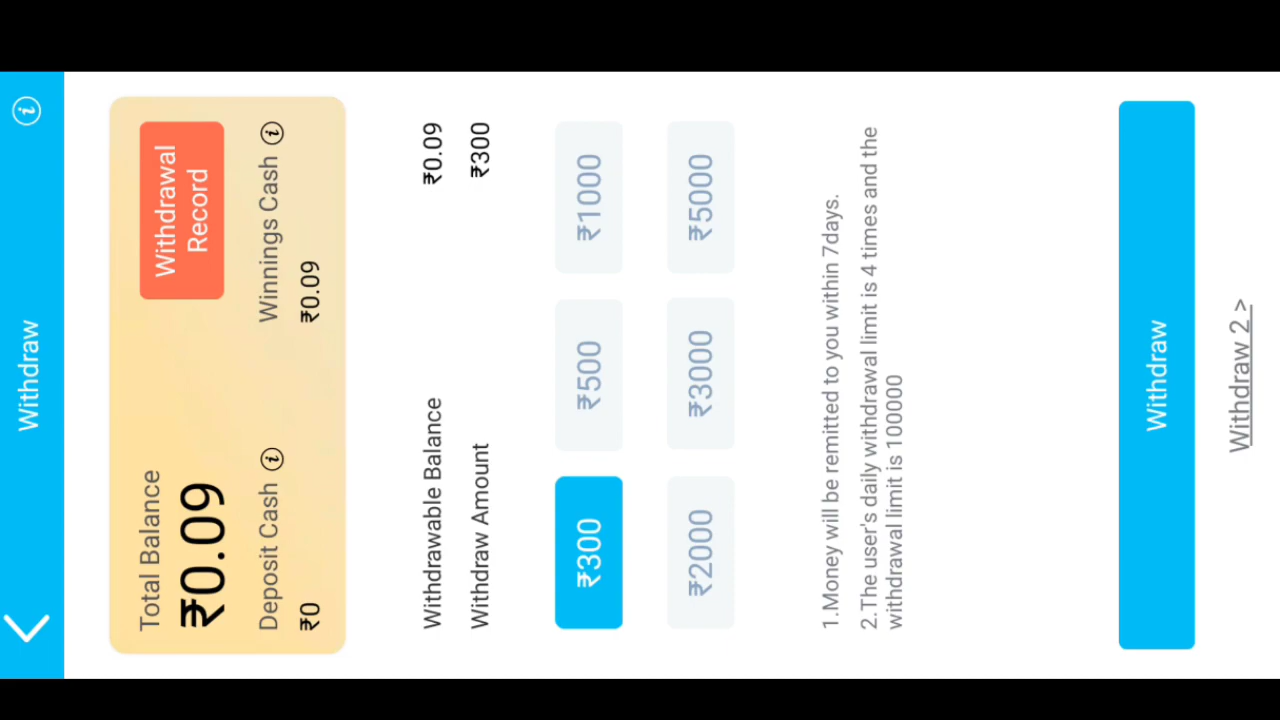 Withdraw
Total Balance
₹0.09
Withdrawal
Record
Deposit Cash
Winnings Cash
₹0
₹0.09
Withdrawable Balance
₹0.09
Withdraw Amount
₹300
₹300
₹500
₹1000
₹2000
₹3000
₹5000
1.Money will be remitted to you within 7days.
2.The user's daily withdrawal limit is 4 times and the
withdrawal limit is 100000
Withdraw
Withdraw 2 >